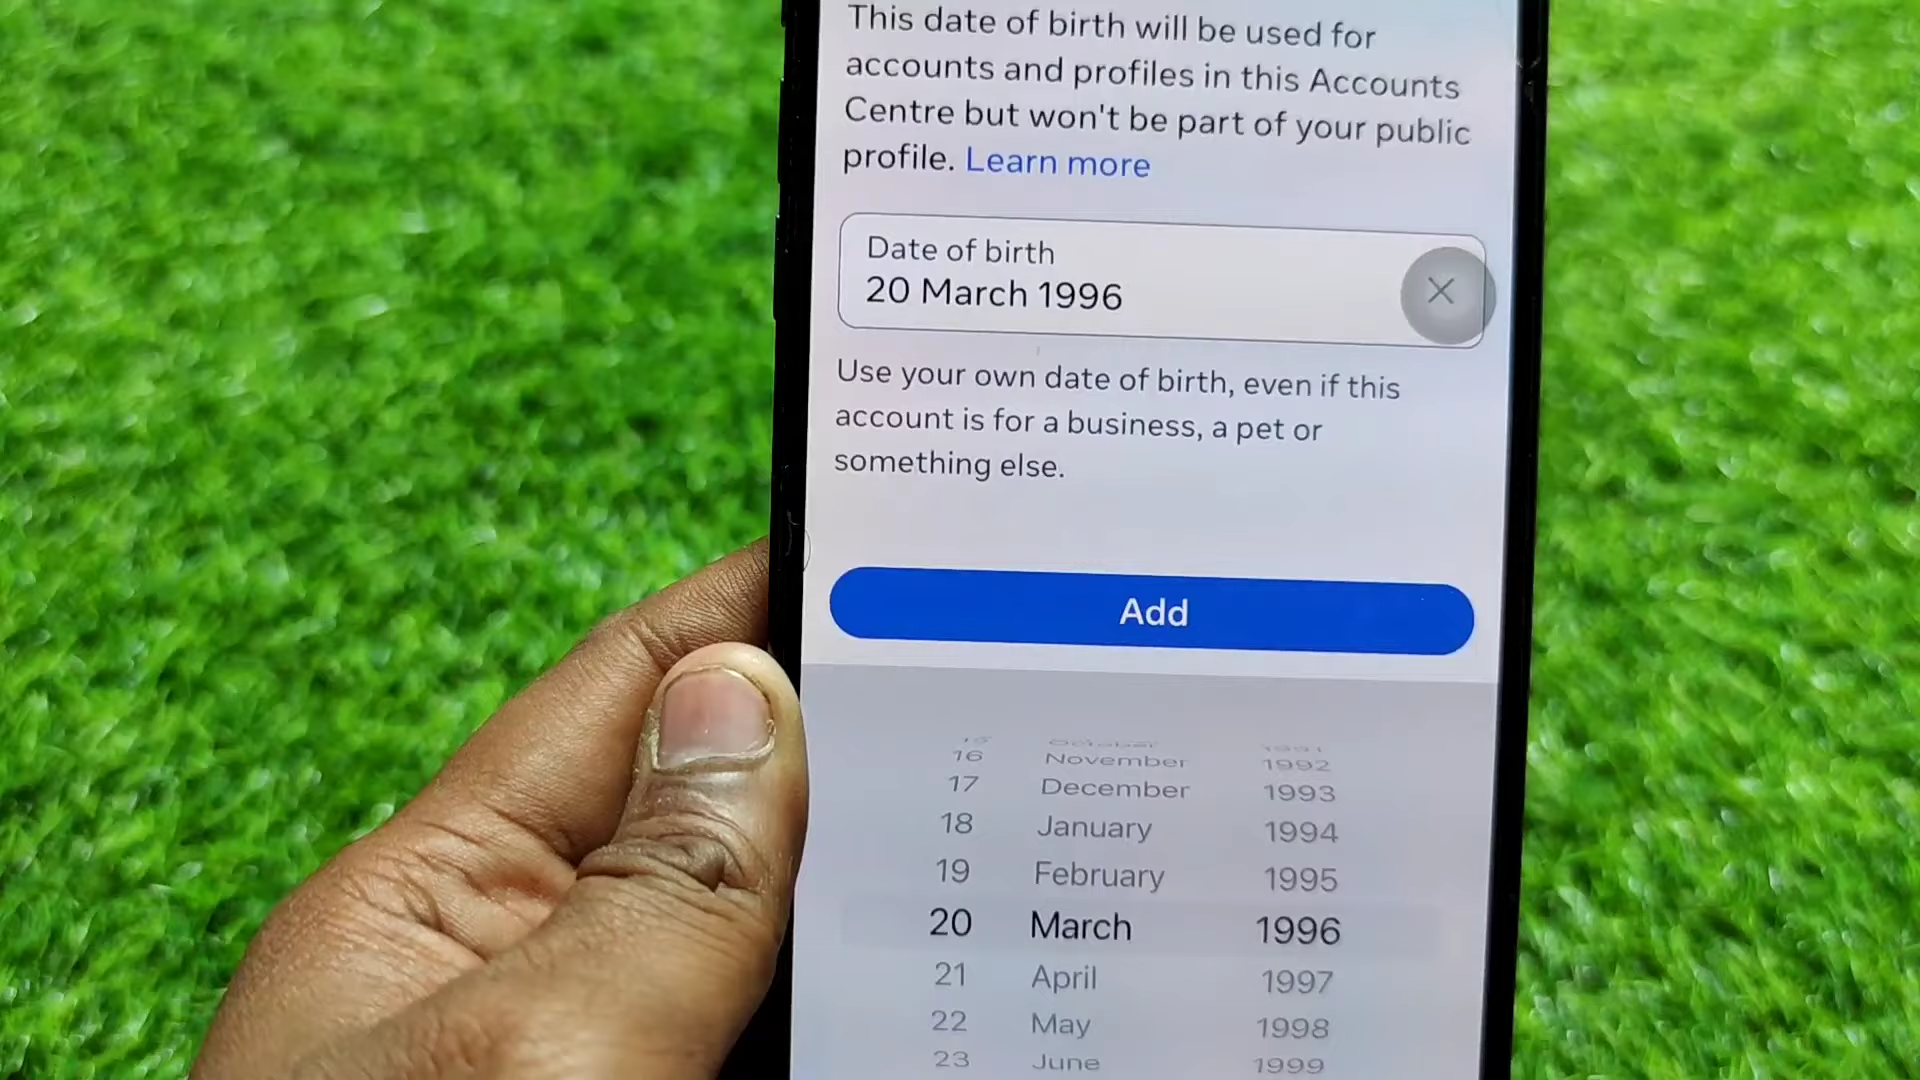 This date of birth will be used for
accounts and profiles in this Accounts
Centre but won't be part of your public
profile. Learn more
Date of birth
20 March 1996
Use your own date of birth, even if this
account is for a business, a pet or
something else.
Add
15 October 1991
16 November 1992
17 December 1993
18 January 1994
19 February 1995
20 March 1996
21 April 1997
22 May 1998
23 June 1999